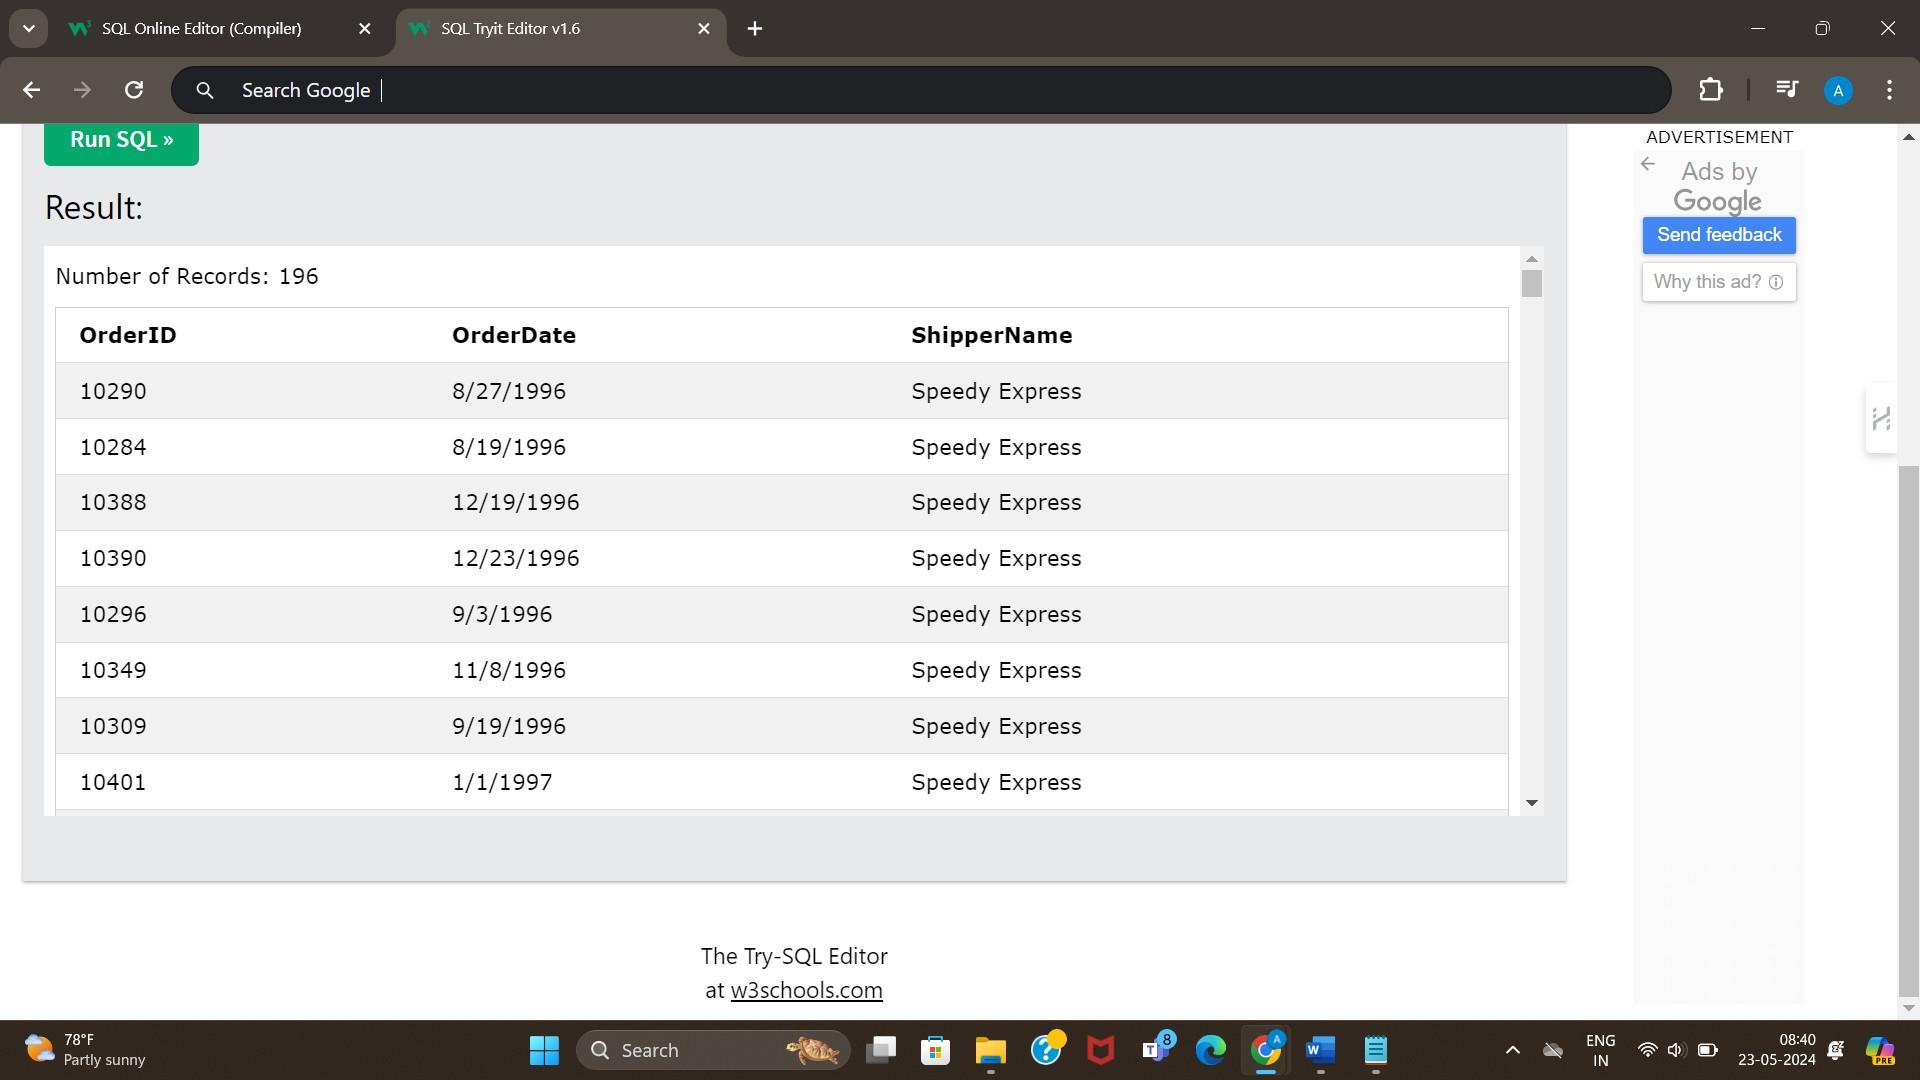 SQL Online Editor (Compiler)
SQL Tryit Editor v1.6
Search Google
A
Run SQL »
ADVERTISEMENT
Ads by
Google
Send feedback
Why this ad?
Result:
Number of Records: 196
OrderID OrderDate ShipperName
10290 8/27/1996 Speedy Express
10284 8/19/1996 Speedy Express
10388 12/19/1996 Speedy Express
10390 12/23/1996 Speedy Express
10296 9/3/1996 Speedy Express
10349 11/8/1996 Speedy Express
10309 9/19/1996 Speedy Express
10401 1/1/1997 Speedy Express
The Try-SQL Editor
at w3schools.com
78°F
Partly sunny
Search
8
A
ENG
IN
08:40
23-05-2024
PRE